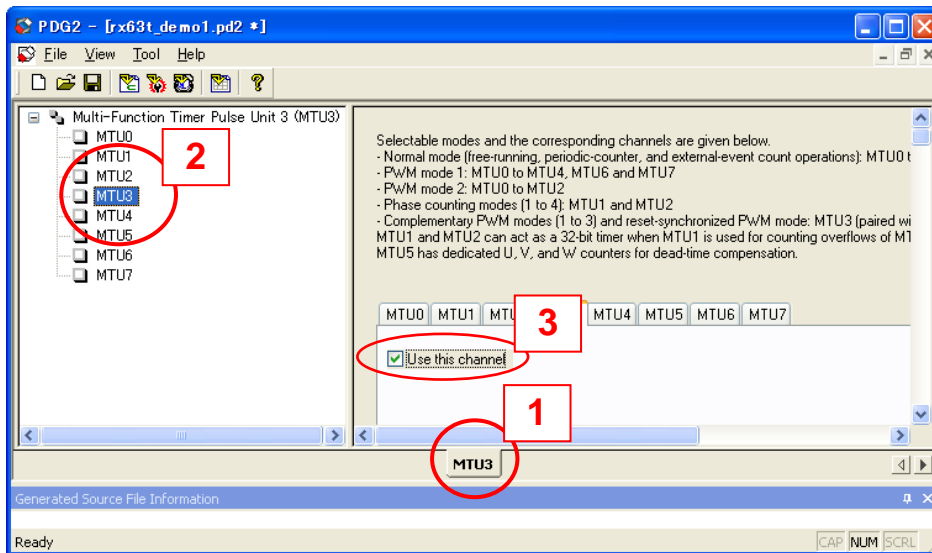 PDG2 - [rx63t_demo1.pd2 *]
File View Tool Help
Multi-Function Timer Pulse Unit 3 (MTU3)
MTU0
MTU1
MTU2
MTU3
MTU4
MTU5
MTU6
MTU7
2
Selectable modes and the corresponding channels are given below.
- Normal mode (free-running, periodic-counter, and external-event count operations): MTU0 t
- PWM mode 1: MTU0 to MTU4, MTU6 and MTU7
- PWM mode 2: MTU0 to MTU2
- Phase counting modes (1 to 4): MTU1 and MTU2
- Complementary PWM modes (1 to 3) and reset-synchronized PWM mode: MTU3 (paired wi
MTU1 and MTU2 can act as a 32-bit timer when MTU1 is used for counting overflows of MT
MTU5 has dedicated U, V, and W counters for dead-time compensation.
MTU0 MTU1 MTU MTU4 MTU5 MTU6 MTU7
3
Use this channel
1
MTU3
Generated Source File Information
Ready CAP NUM SCRL